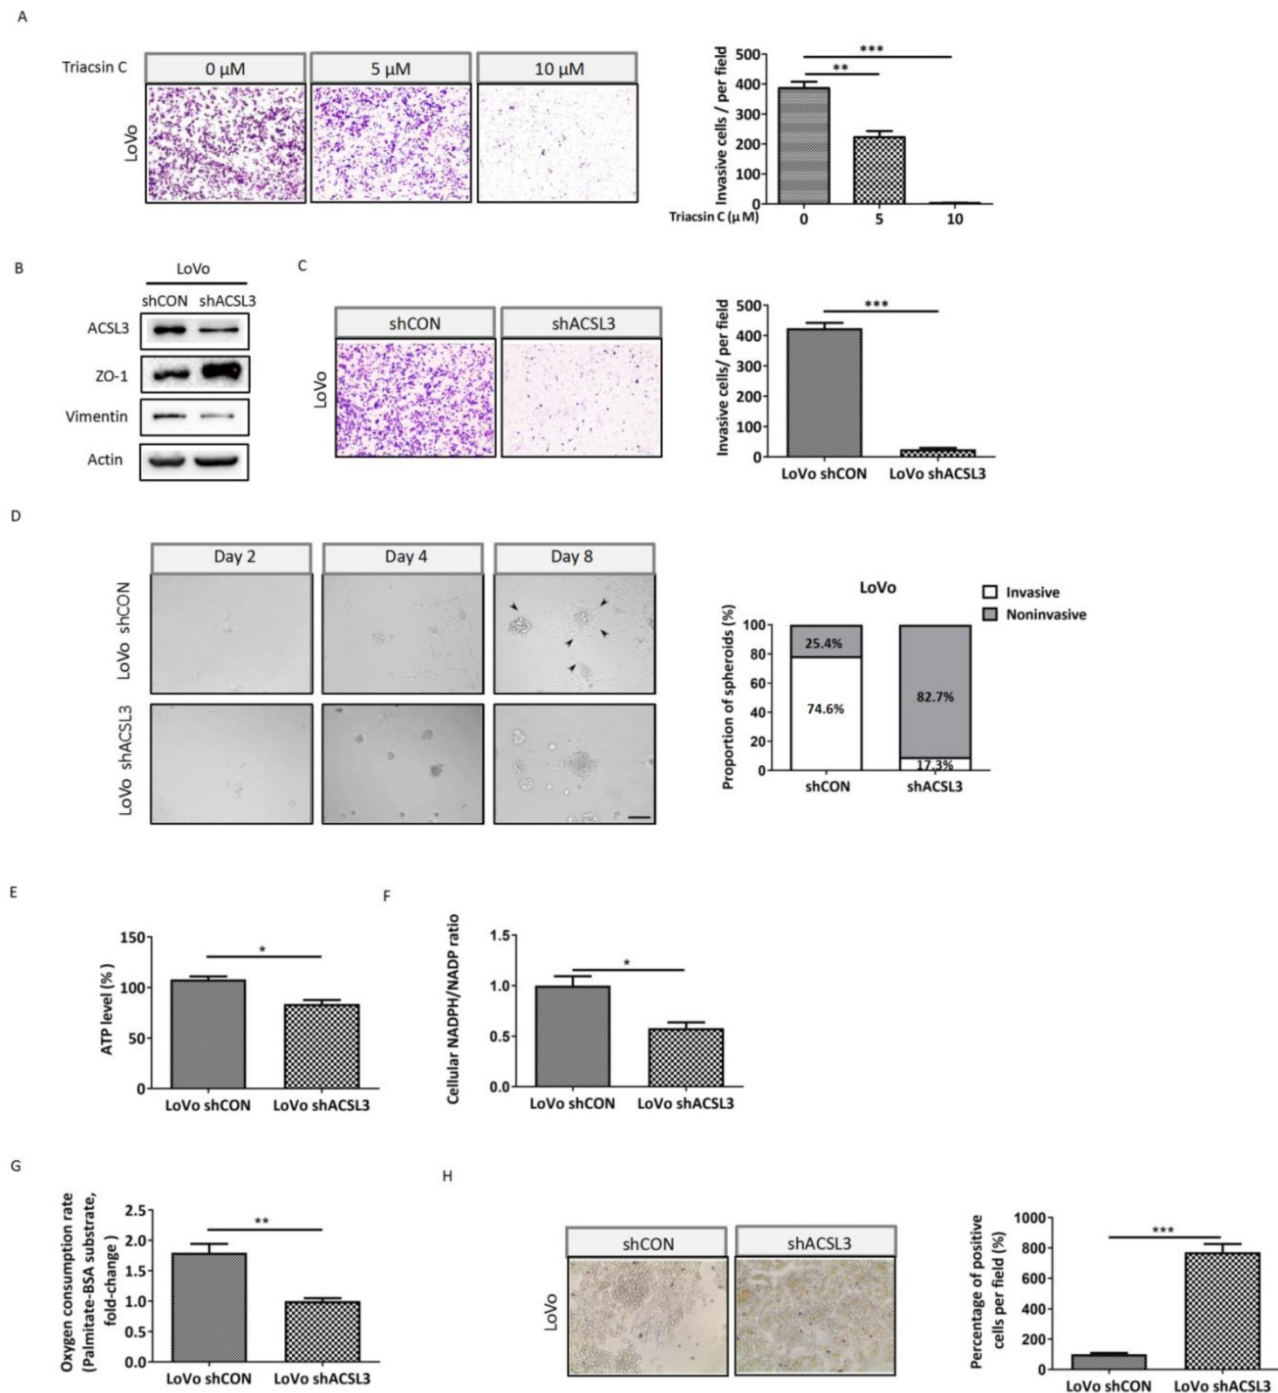 A
Triacsin C
0 µM
5 µM
10 µM
LoVo
Invasive cells / per field
500
400
300
200
100
0
***
**
Triacsin C (µ M)
0
5
10
B
LoVo
shCON
shACSL3
ACSL3
ZO-1
Vimentin
Actin
C
shCON
shACSL3
LoVo
Invasive cells/ per field
500
400
300
200
100
0
***
LoVo shCON
LoVo shACSL3
D
Day 2
Day 4
Day 8
LoVo shCON
LoVo shACSL3
LoVo
Invasive
Noninvasive
Proportion of spheroids (%)
100
80
60
40
20
0
25.4%
74.6%
82.7%
17.3%
shCON
shACSL3
E
ATP level (% )
150
100
50
0
*
LoVo shCON
LoVo shACSL3
F
Cellular NADPH/NADP ratio
1.5
1.0
0.5
0.0
*
LoVo shCON
LoVo shACSL3
G
Oxygen consumption rate
(Palmitate-BSA substrate,
fold-change )
2.5
2.0
1.5
1.0
0.5
0.0
**
LoVo shCON
LoVo shACSL3
H
shCON
shACSL3
LoVo
Percentage of positive
cells per field (%)
1000
800
600
400
200
0
***
LoVo shCON
LoVo shACSL3